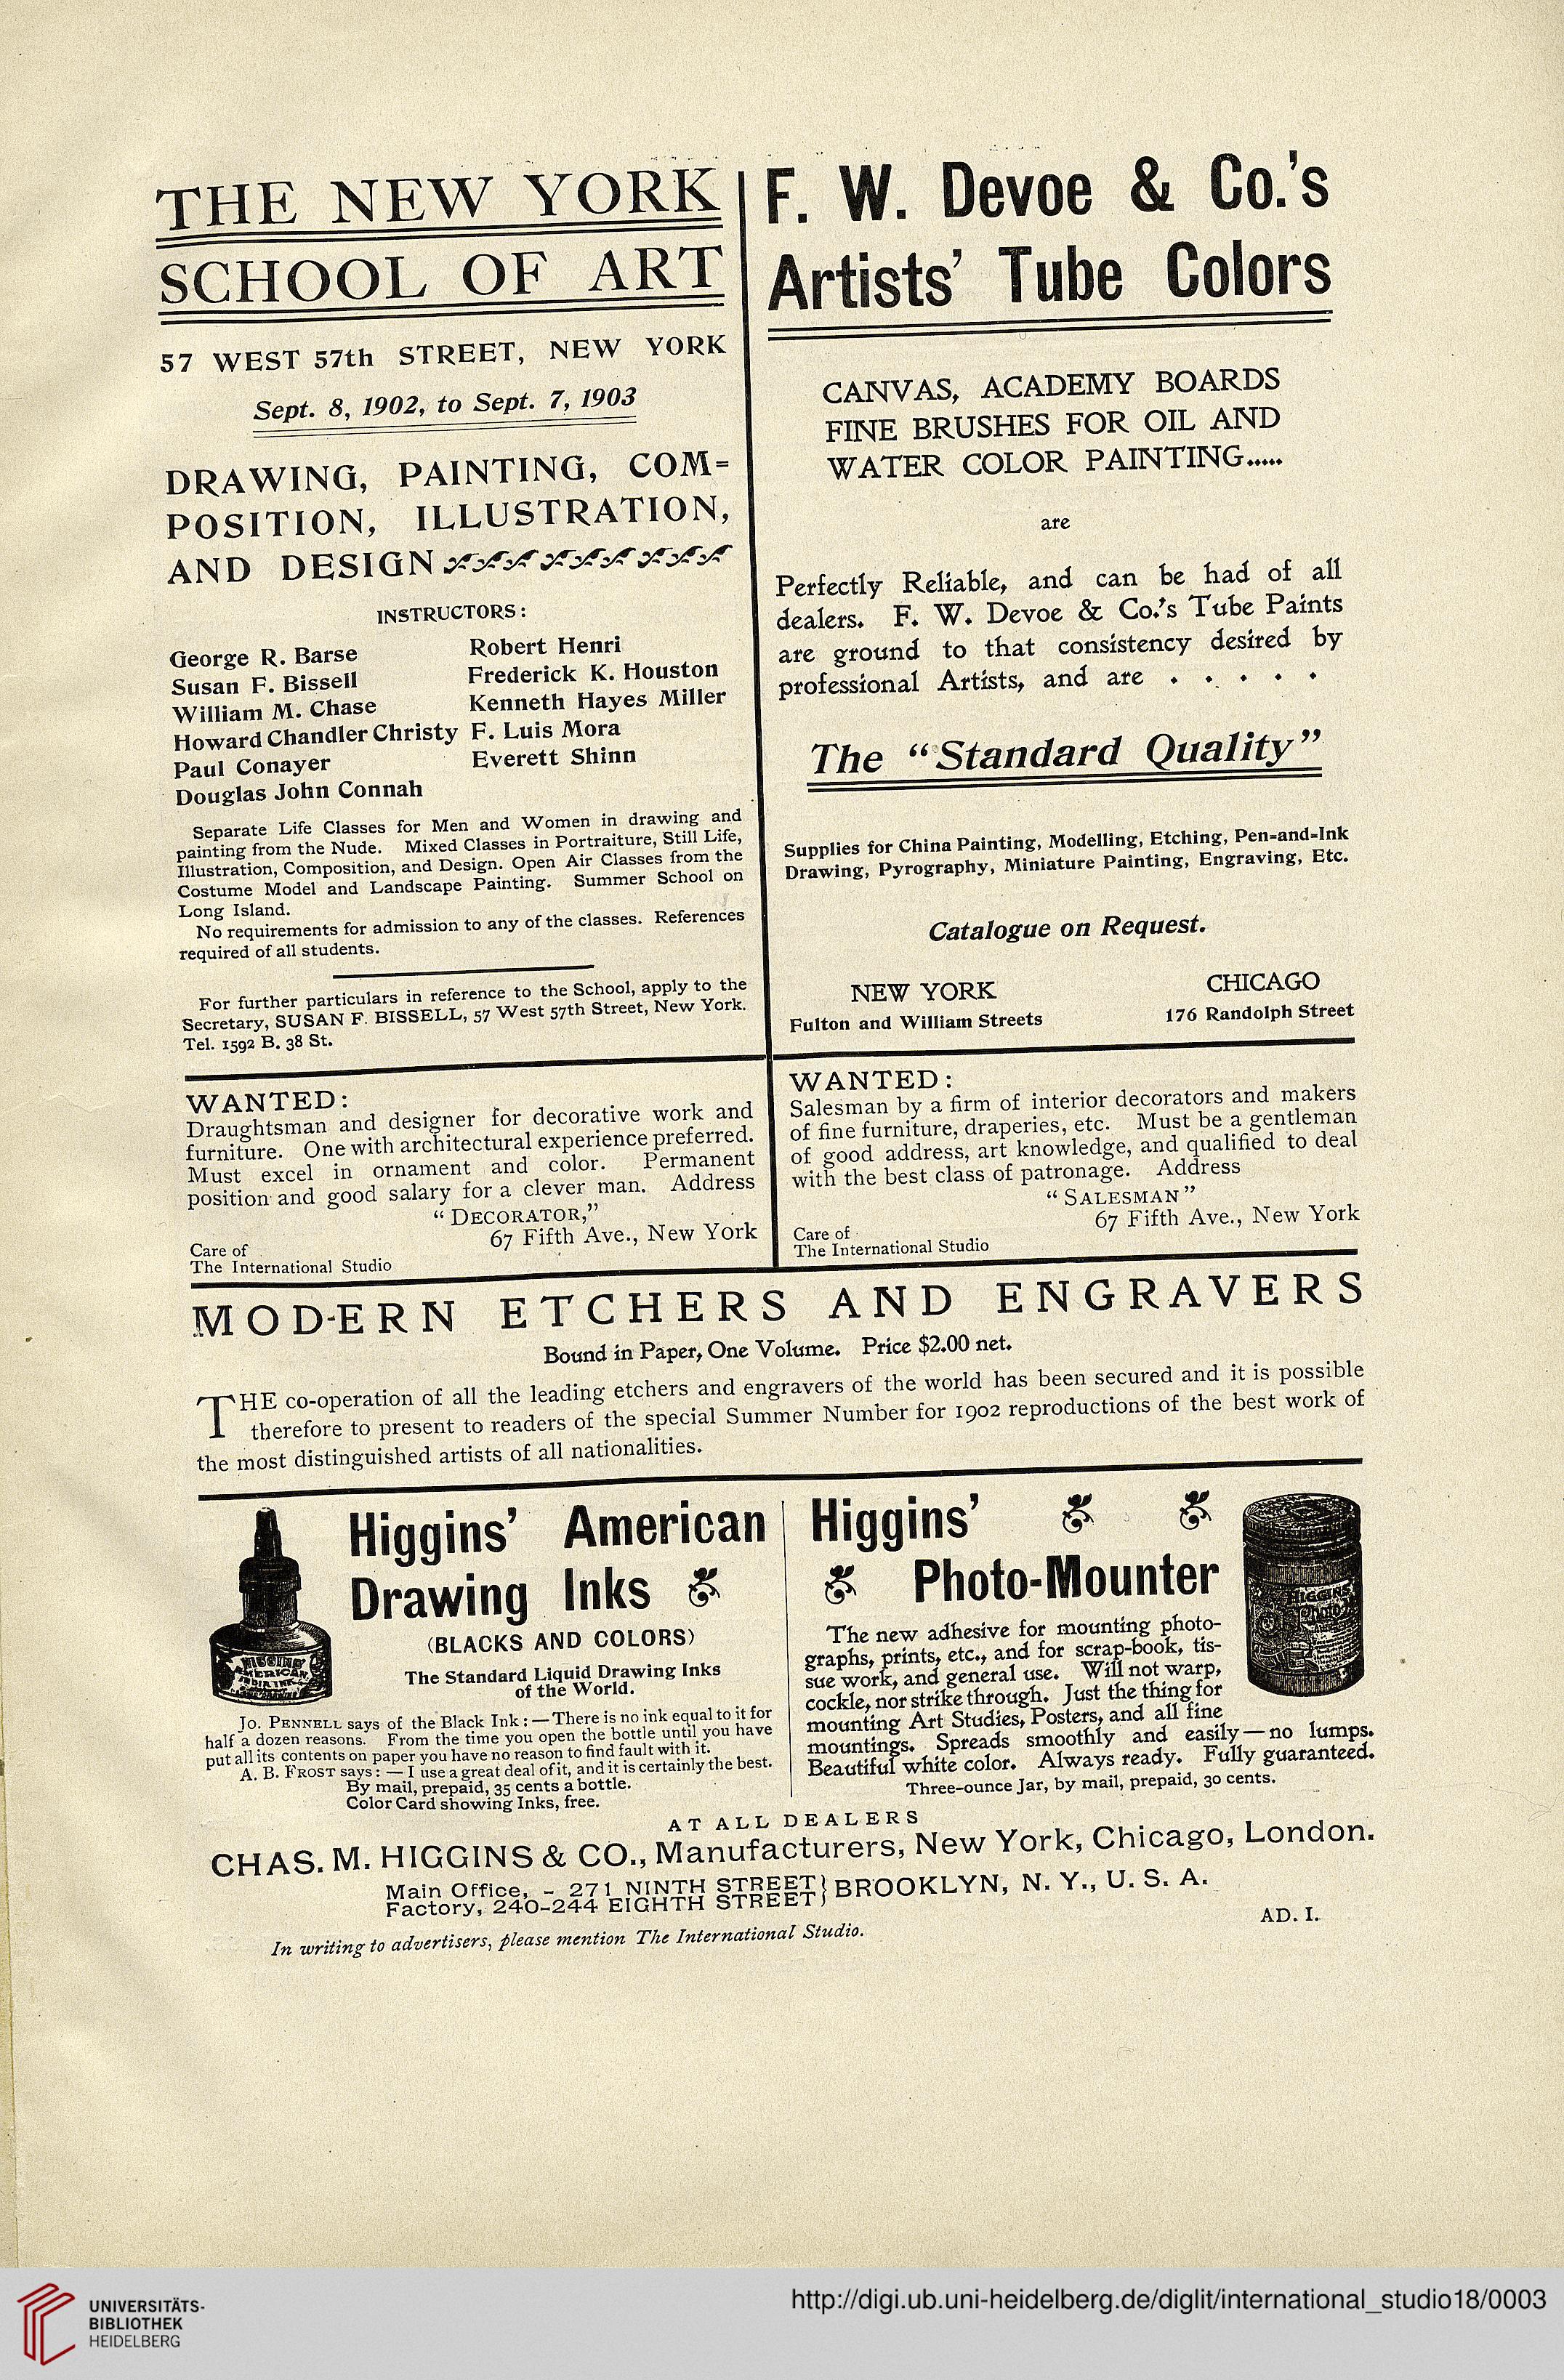 THE NEW YORK
SCHOOL OF ART
57 WEST 57th STREET, NEW YORK
Sept. 8, 1902, to Sept. 7, 1903
DRAWING, PAINTING, COM=
POSITION, ILLUSTRATION,
AND DESIGN
INSTRUCTORS:
George R. Barse
Susan F. Bissell
William M. Chase
Howard Chandler Christy
Paul Conayer
Douglas John Connah
Robert Henri
Frederick K. Houston
Kenneth Hayes Miller
F. Luis Mora
Everett Shinn
Separate Life Classes for Men and Women in drawing and
painting from the Nude. Mixed Classes in Portraiture, Still Life,
Illustration, Composition, and Design. Open Air Classes from the
Costume Model and Landscape Painting. Summer School on
Long Island.
No requirements for admission to any of the classes. References
required of all students.
For further particulars in reference to the School, apply to the
Secretary, SUSAN F. BISSELL, 57 West 57th Street, New York.
Tel. 1592 B. 38 St.
F. W. Devoe & Co.'s
Artists' Tube Colors
CANVAS, ACADEMY BOARDS
FINE BRUSHES FOR OIL AND
WATER COLOR PAINTING.....
are
Perfectly Reliable, and can be had of all
dealers. F. W. Devoe & Co.'s Tube Paints
are ground to that consistency desired by
professional Artists, and are . . . . .
The "Standard Quality"
Supplies for China Painting, Modelling, Etching, Pen=and=Ink
Drawing, Pyrography, Miniature Painting, Engraving, Etc.
Catalogue on Request.
NEW YORK
Fulton and William Streets
CHICAGO
176 Randolph Street
WANTED:
Draughtsman and designer for decorative work and
furniture. One with architectural experience preferred.
Must excel in ornament and color. Permanent
position and good salary for a clever man. Address
"DECORATOR,"
67 Fifth Ave., New York
Care of
The International Studio
WANTED:
Salesman by a firm of interior decorators and makers
of fine furniture, draperies, etc. Must be a gentleman
of good address, art knowledge, and qualified to deal
with the best class of patronage. Address
"SALESMAN"
67 Fifth Ave., New York
Care of
The International Studio
MOD-ERN ETCHERS AND ENGRAVERS
Bound in Paper, One Volume. Price $2.00 net.
THE co-operation of all the leading etchers and engravers of the world has been secured and it is possible
therefore to present to readers of the special Summer Number for 1902 reproductions of the best work of
the most distinguished artists of all nationalities.
Higgins' American
Drawing Inks
(BLACKS AND COLORS)
The Standard Liquid Drawing Inks
of the World.
HIGGINS'
AMERICAN
INDIA INK
JO. PENNELL says of the Black Ink:—There is no ink equal to it for
half a dozen reasons. From the time you open the bottle until you have
put all its contents on paper you have no reason to find fault with it.
A. B. FROST says:—I use a great deal of it, and it is certainly the best.
By mail, prepaid, 35 cents a bottle.
Color Card showing Inks, free.
Higgins'
Photo-Mounter
HIGGINS'
Photo
The new adhesive for mounting photo-
graphs, prints, etc., and for scrap-book, tis-
sue work, and general use. Will not warp,
cockle, nor strike through. Just the thing for
mounting Art Studies, Posters, and all fine
mountings. Spreads smoothly and easily—no lumps.
Beautiful white color. Always ready. Fully guaranteed.
Three-ounce Jar, by mail, prepaid, 30 cents.
AT ALL DEALERS
CHAS. M. HIGGINS & CO., Manufacturers, New York, Chicago, London.
Main Office, - 271 NINTH STREET
Factory, 240-244 EIGHTH STREET } BROOKLYN, N. Y., U. S. A.
AD. I.
In writing to advertisers, please mention The International Studio.
UNIVERSITÄTS-
BIBLIOTHEK
HEIDELBERG
http://digi.ub.uni-heidelberg.de/diglit/international_studio18/0003